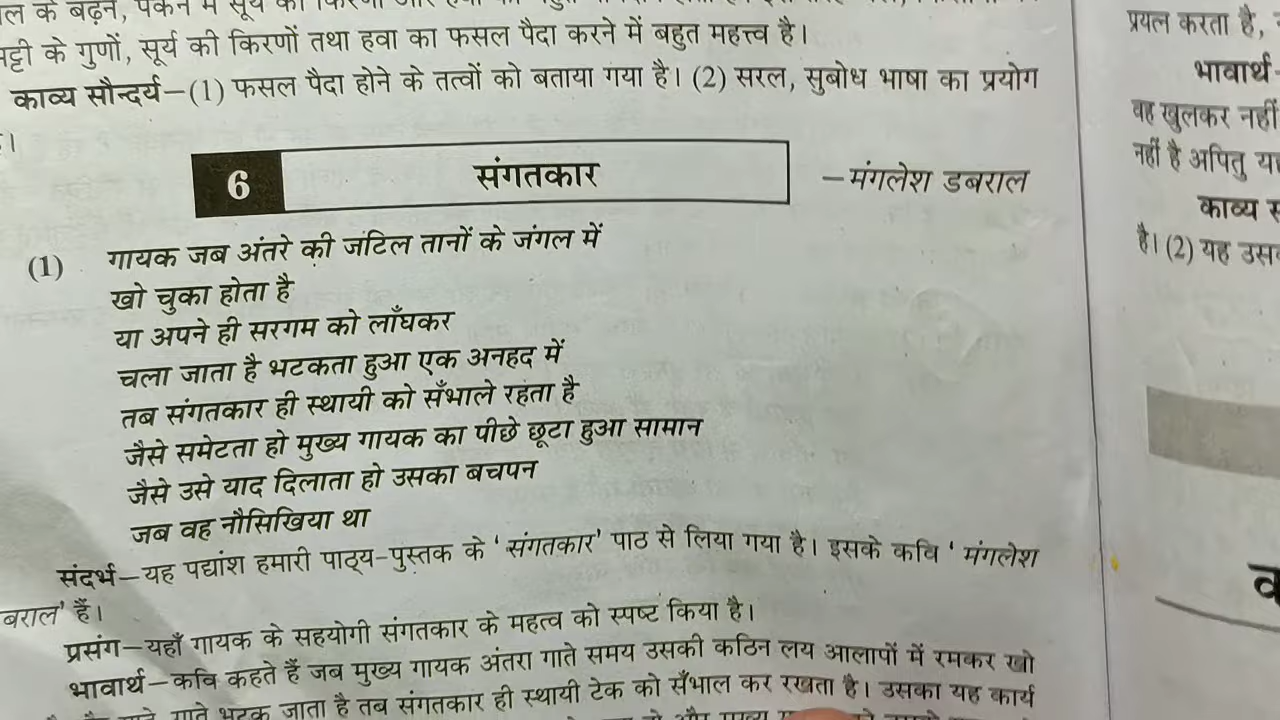 मट्टी के गुणों, सूर्य की किरणों तथा हवा का फसल पैदा करने में बहुत महत्त्व है।
काव्य सौन्दर्य–(1) फसल पैदा होने के तत्वों को बताया गया है। (2) सरल, सुबोध भाषा का प्रयोग
है।
6 संगतकार –मंगलेश डबराल
(1) गायक जब अंतरे की जटिल तानों के जंगल में
खो चुका होता है
या अपने ही सरगम को लाँघकर
चला जाता है भटकता हुआ एक अनहद में
तब संगतकार ही स्थायी को सँभाले रहता है
जैसे समेटता हो मुख्य गायक का पीछे छूटा हुआ सामान
जैसे उसे याद दिलाता हो उसका बचपन
जब वह नौसिखिया था
संदर्भ–यह पद्यांश हमारी पाठ्य-पुस्तक के 'संगतकार' पाठ से लिया गया है। इसके कवि 'मंगलेश
बराल' हैं।
प्रसंग–यहाँ गायक के सहयोगी संगतकार के महत्व को स्पष्ट किया है।
भावार्थ–कवि कहते हैं जब मुख्य गायक अंतरा गाते समय उसकी कठिन लय आलापों में रमकर खो
गाते भटक जाता है तब संगतकार ही स्थायी टेक को सँभाल कर रखता है। उसका यह कार्य
प्रयत्न करता है,
भावार्थ-
वह खुलकर नहीं
नहीं है अपितु
काव्य
है। (2) यह